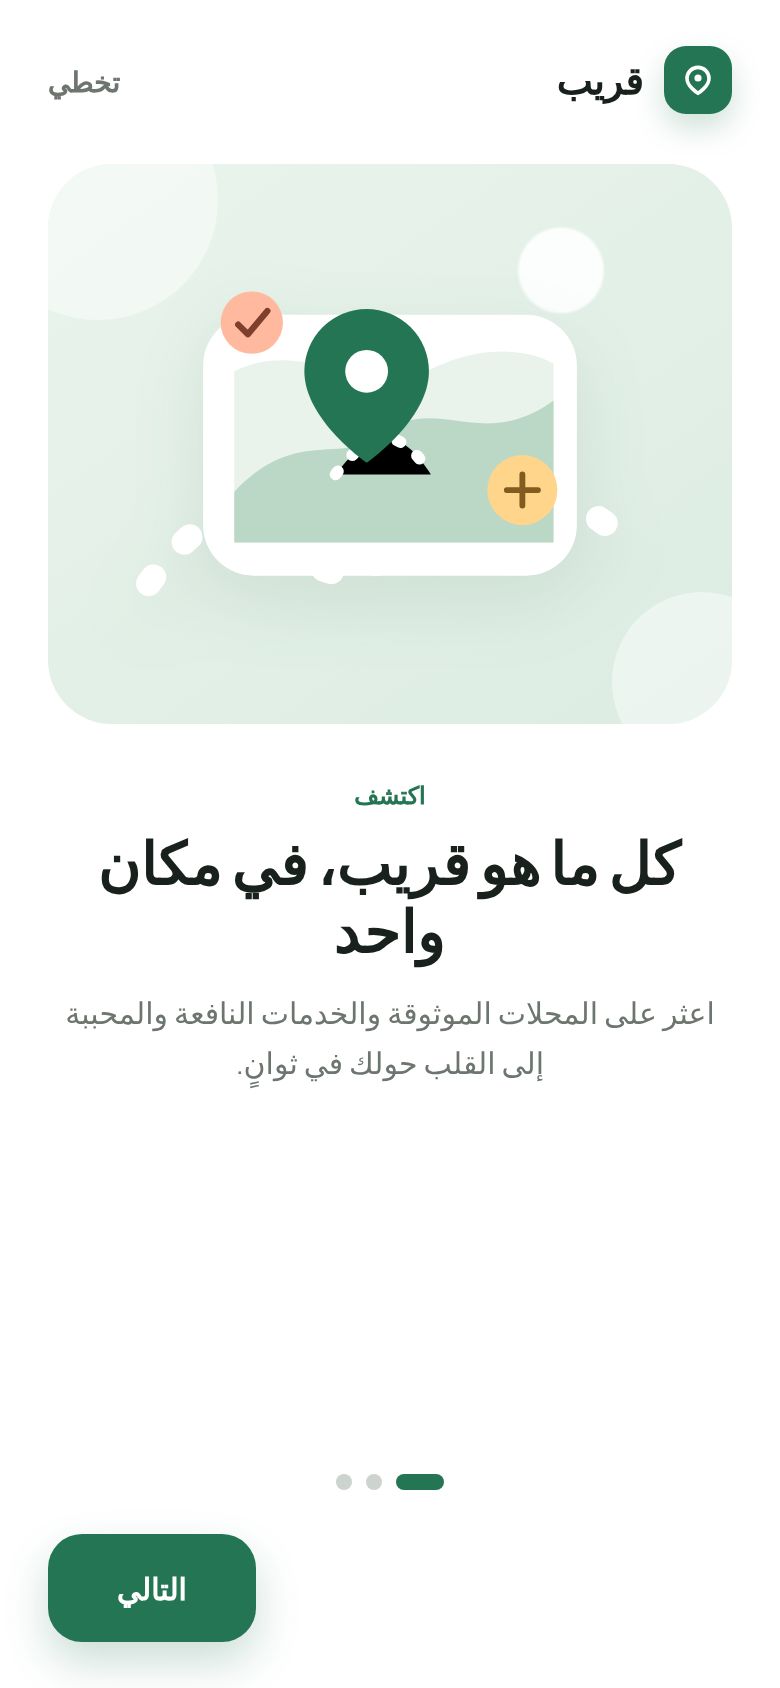 قريب
تخطي
اكتشف
كل ما هو قريب، في مكان
واحد
اعثر على المحلات الموثوقة والخدمات النافعة والمحببة
إلى القلب حولك في ثوانٍ.
التالي